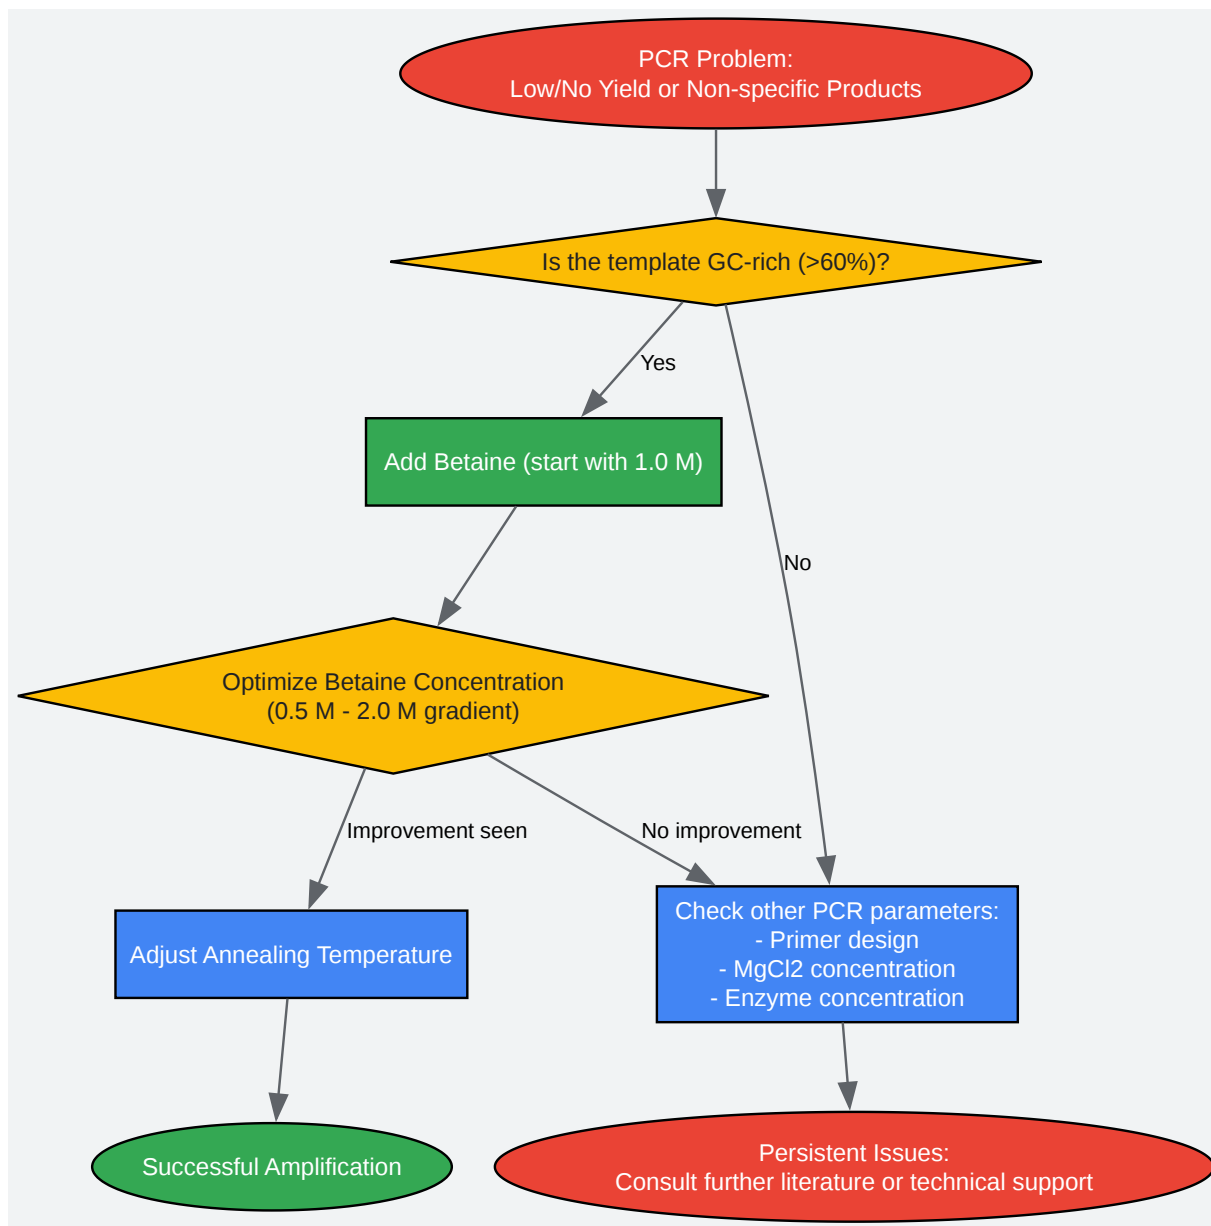 PCR Problem:
Low/No Yield or Non-specific Products
Is the template GC-rich (>60%)?
Yes
Add Betaine (start with 1.0 M)
No
Optimize Betaine Concentration
(0.5 M - 2.0 M gradient)
Improvement seen
No improvement
Adjust Annealing Temperature
Check other PCR parameters:
- Primer design
- MgCl2 concentration
- Enzyme concentration
Successful Amplification
Persistent Issues:
Consult further literature or technical support